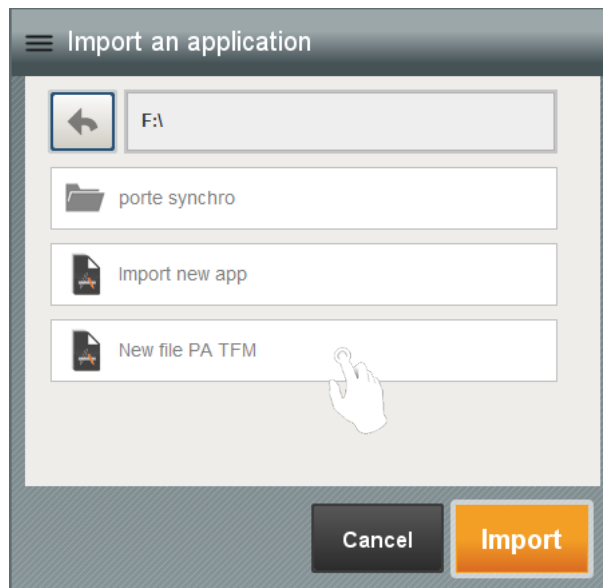 Import an application
F:\
porte synchro
Import new app
New file PA TFM
Cancel
Import